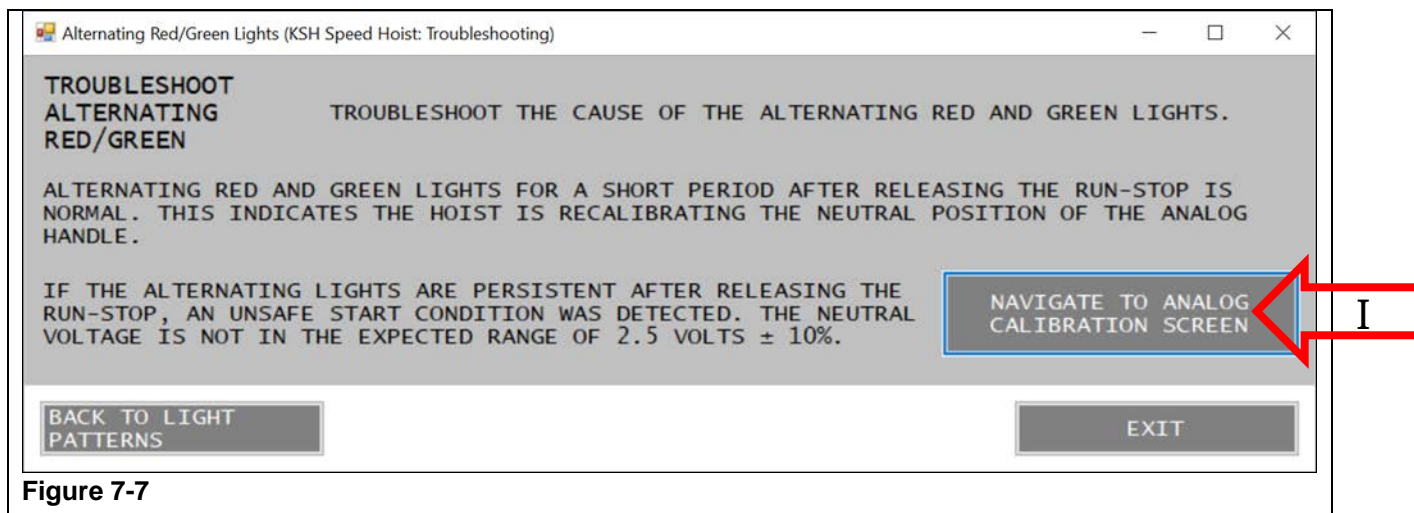 Alternating Red/Green Lights (KSH Speed Hoist: Troubleshooting)
TROUBLESHOOT
ALTERNATING
RED/GREEN
TROUBLESHOOT THE CAUSE OF THE ALTERNATING RED AND GREEN LIGHTS.
ALTERNATING RED AND GREEN LIGHTS FOR A SHORT PERIOD AFTER RELEASING THE RUN-STOP IS
NORMAL. THIS INDICATES THE HOIST IS RECALIBRATING THE NEUTRAL POSITION OF THE ANALOG
HANDLE.
IF THE ALTERNATING LIGHTS ARE PERSISTENT AFTER RELEASING THE
RUN-STOP, AN UNSAFE START CONDITION WAS DETECTED. THE NEUTRAL
VOLTAGE IS NOT IN THE EXPECTED RANGE OF 2.5 VOLTS ± 10%.
NAVIGATE TO ANALOG
CALIBRATION SCREEN
I
BACK TO LIGHT
PATTERNS
EXIT
Figure 7-7